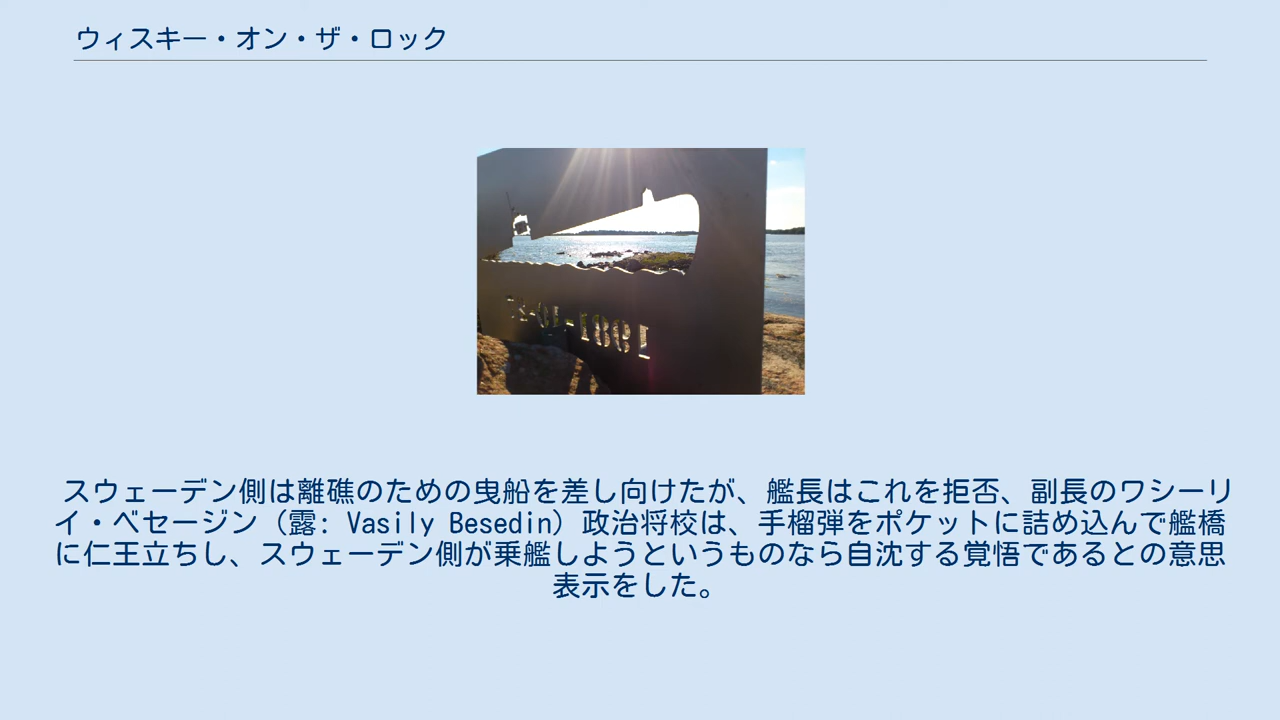 ウィスキー・オン・ザ・ロック
スウェーデン側は離礁のための曳船を差し向けたが、艦長はこれを拒否、副長のワシーリ
イ・ベセージン（露: Vasily Besedin）政治将校は、手榴弾をポケットに詰め込んで艦橋
に仁王立ちし、スウェーデン側が乗艦しようというものなら自沈する覚悟であるとの意思
表示をした。